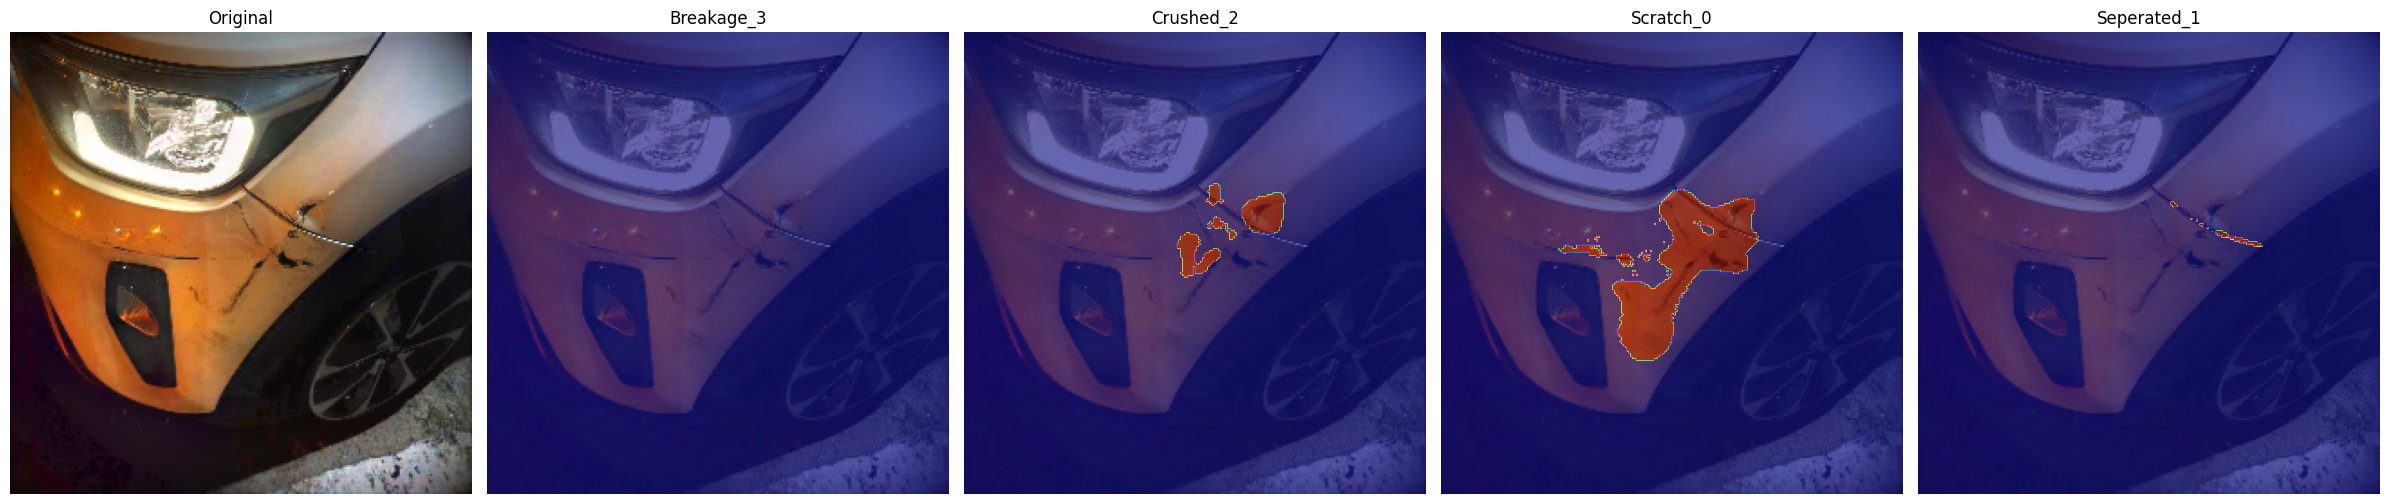 Original
Breakage_3
Crushed_2
Scratch_0
Seperated_1